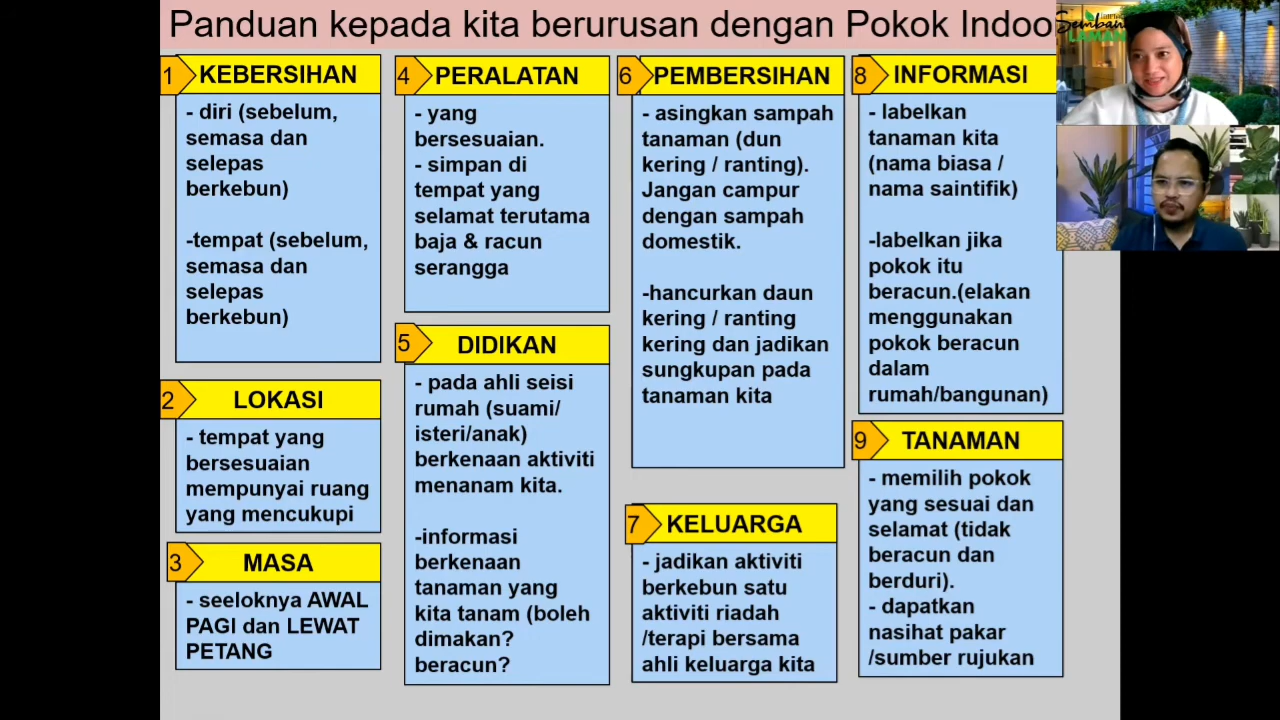 Panduan kepada kita berurusan dengan Pokok Indoo
1
KEBERSIHAN
- diri (sebelum,
semasa dan
selepas
berkebun)
-tempat (sebelum,
semasa dan
selepas
berkebun)
2
LOKASI
- tempat yang
bersesuaian
mempunyai ruang
yang mencukupi
3
MASA
- seeloknya AWAL
PAGI dan LEWAT
PETANG
4
PERALATAN
- yang
bersesuaian.
- simpan di
tempat yang
selamat terutama
baja & racun
serangga
5
DIDIKAN
- pada ahli seisi
rumah (suami/
isteri/anak)
berkenaan aktiviti
menanam kita.
-informasi
berkenaan
tanaman yang
kita tanam (boleh
dimakan?
beracun?
6
PEMBERSIHAN
- asingkan sampah
tanaman (dun
kering / ranting).
Jangan campur
dengan sampah
domestik.
-hancurkan daun
kering / ranting
kering dan jadikan
sungkupan pada
tanaman kita
7
KELUARGA
- jadikan aktiviti
berkebun satu
aktiviti riadah
/terapi bersama
ahli keluarga kita
8
INFORMASI
- labelkan
tanaman kita
(nama biasa /
nama saintifik)
-labelkan jika
pokok itu
beracun.(elakan
menggunakan
pokok beracun
dalam
rumah/bangunan)
9
TANAMAN
- memilih pokok
yang sesuai dan
selamat (tidak
beracun dan
berduri).
- dapatkan
nasihat pakar
/sumber rujukan